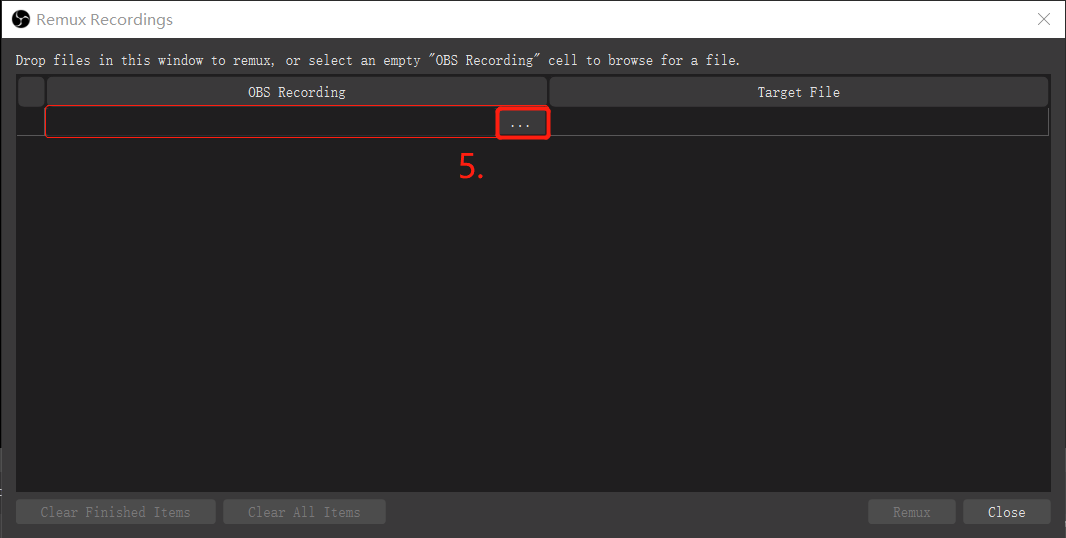 Remux Recordings
Drop files in this window to remux, or select an empty "OBS Recording" cell to browse for a file.
OBS Recording Target File
...
5.
Clear Finished Items Clear All Items Remux Close